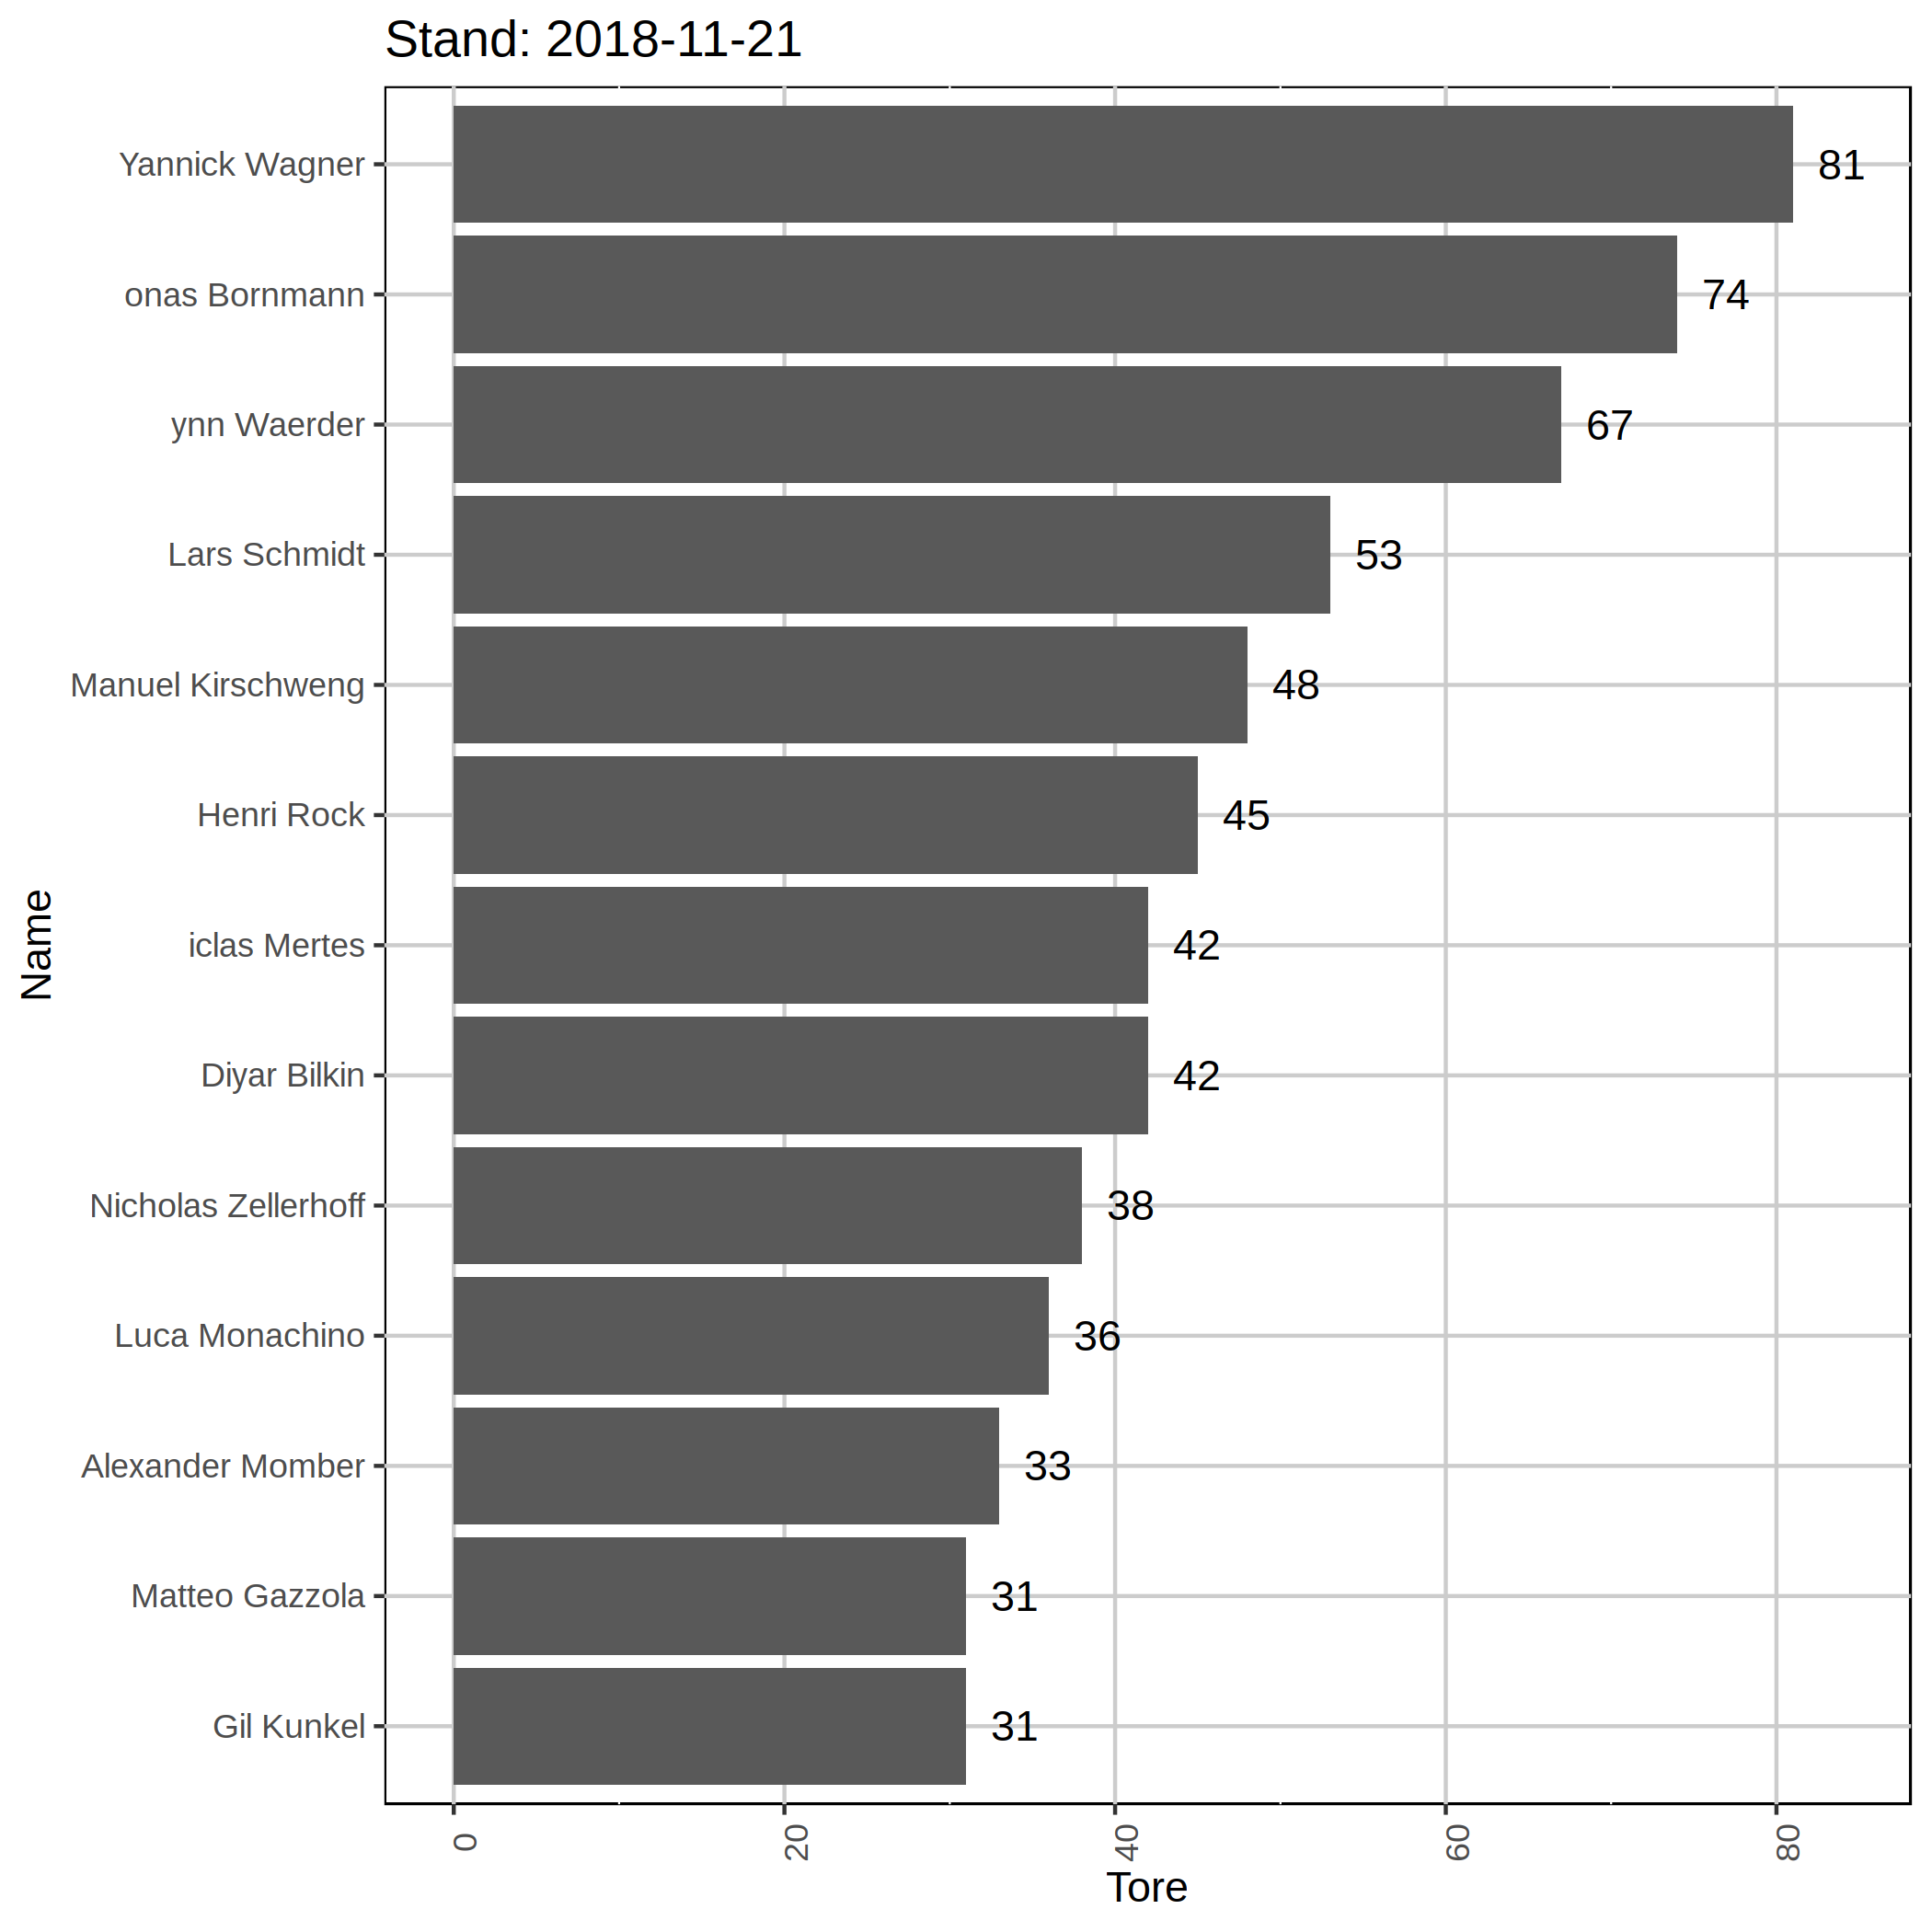 Stand: 2018-11-21
Yannick Wagner 81
onas Bornmann 74
ynn Waerder 67
Lars Schmidt 53
Manuel Kirschweng 48
Henri Rock 45
iclas Mertes 42
Diyar Bilkin 42
Nicholas Zellerhoff 38
Luca Monachino 36
Alexander Momber 33
Matteo Gazzola 31
Gil Kunkel 31
Name
0 20 40 60 80
Tore